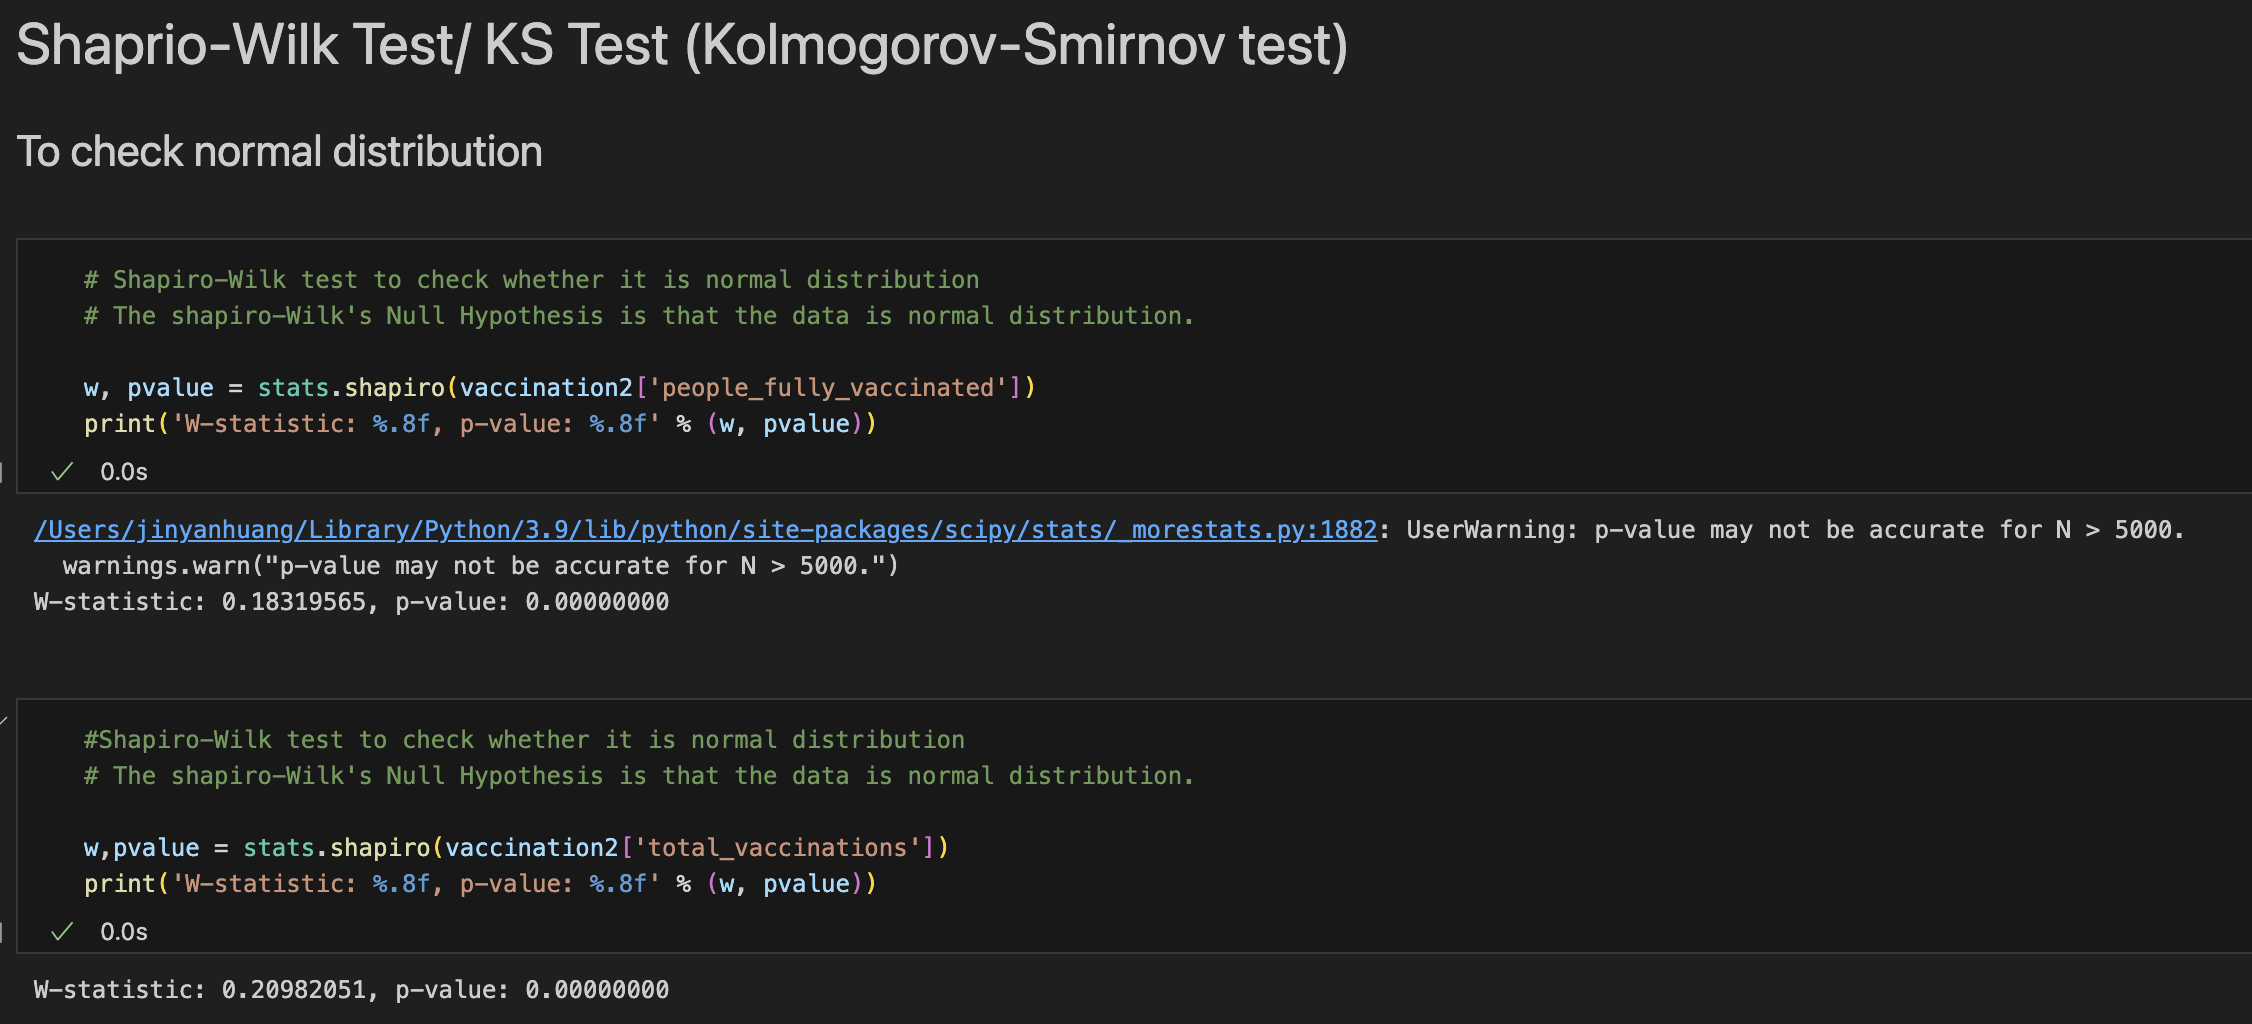 Shaprio-Wilk Test/ KS Test (Kolmogorov-Smirnov test)
To check normal distribution
# Shapiro-Wilk test to check whether it is normal distribution
# The shapiro-Wilk's Null Hypothesis is that the data is normal distribution.
w, pvalue = stats.shapiro(vaccination2['people_fully_vaccinated'])
print('W-statistic: %.8f, p-value: %.8f' % (w, pvalue))
✓ 0.0s
/Users/jinyanhuang/Library/Python/3.9/lib/python/site-packages/scipy/stats/_morestats.py:1882: UserWarning: p-value may not be accurate for N > 5000.
warnings.warn("p-value may not be accurate for N > 5000.")
W-statistic: 0.18319565, p-value: 0.00000000
#Shapiro-Wilk test to check whether it is normal distribution
# The shapiro-Wilk's Null Hypothesis is that the data is normal distribution.
w,pvalue = stats.shapiro(vaccination2['total_vaccinations'])
print('W-statistic: %.8f, p-value: %.8f' % (w, pvalue))
✓ 0.0s
W-statistic: 0.20982051, p-value: 0.00000000